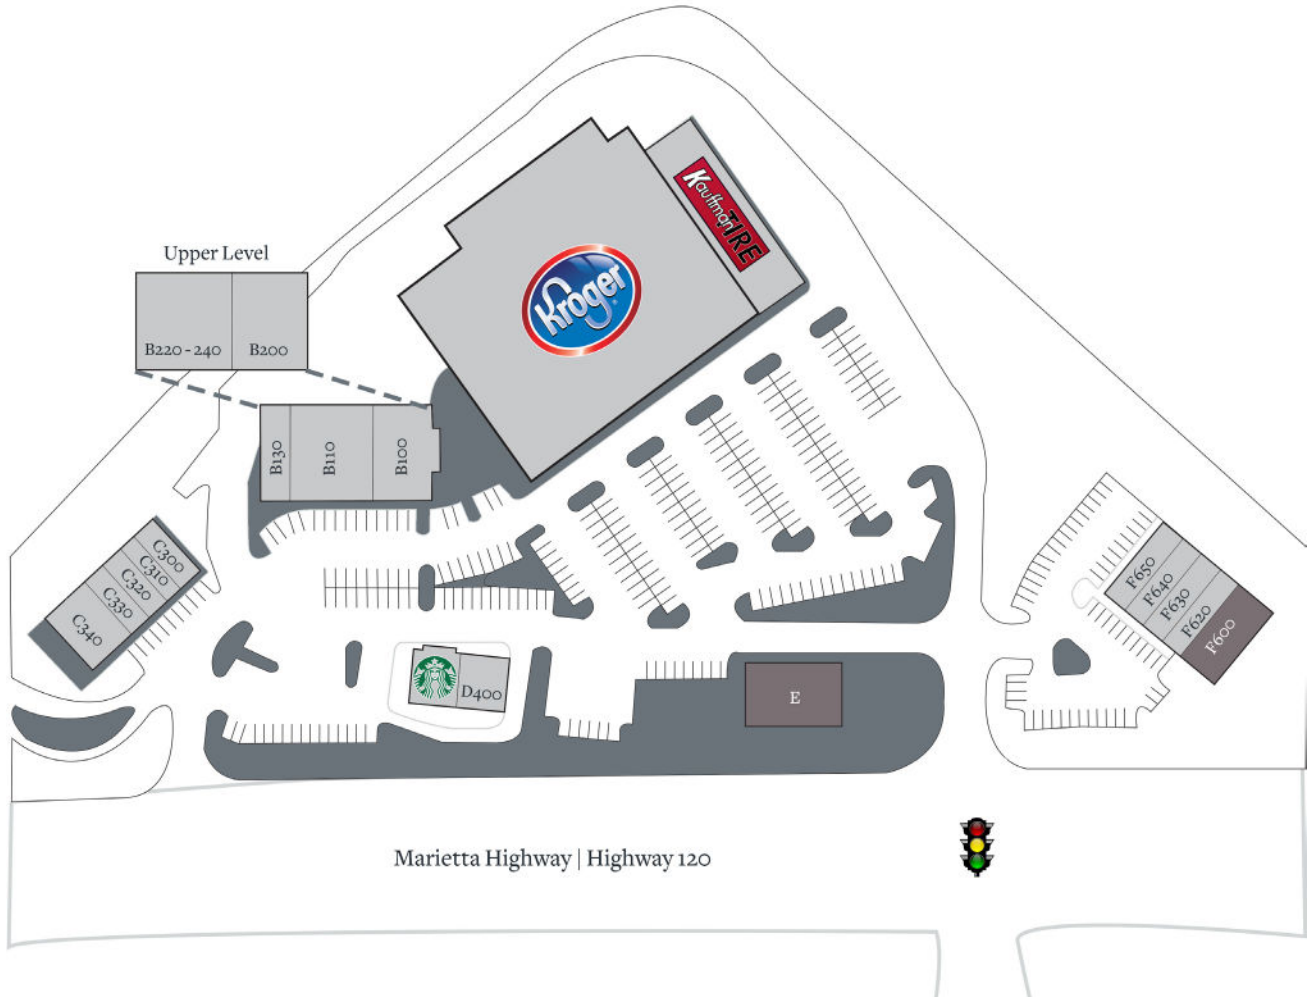 Kauffman
TIRE
Upper Level
Kroger
B220 - 240
B200
B130
B110
B100
C300
C310
C320
C330
C340
F650
F640
F630
F620
F600
D400
E
Marietta Highway | Highway 120